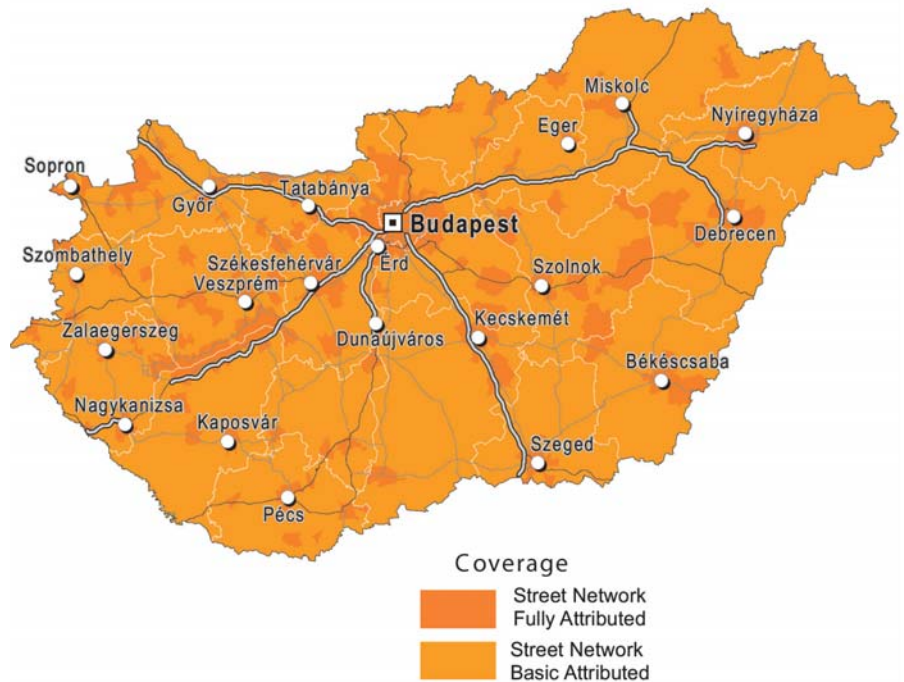 Miskolc
Nyíregyháza
Eger
Sopron
Győr
Tatabánya
Budapest
Debrecen
Érd
Szombathely
Székesfehérvár
Veszprém
Szolnok
Zalaegerszeg
Dunaújváros
Kecskemét
Békéscsaba
Nagykanizsa
Kaposvár
Szeged
Pécs
Coverage
Street Network
Fully Attributed
Street Network
Basic Attributed